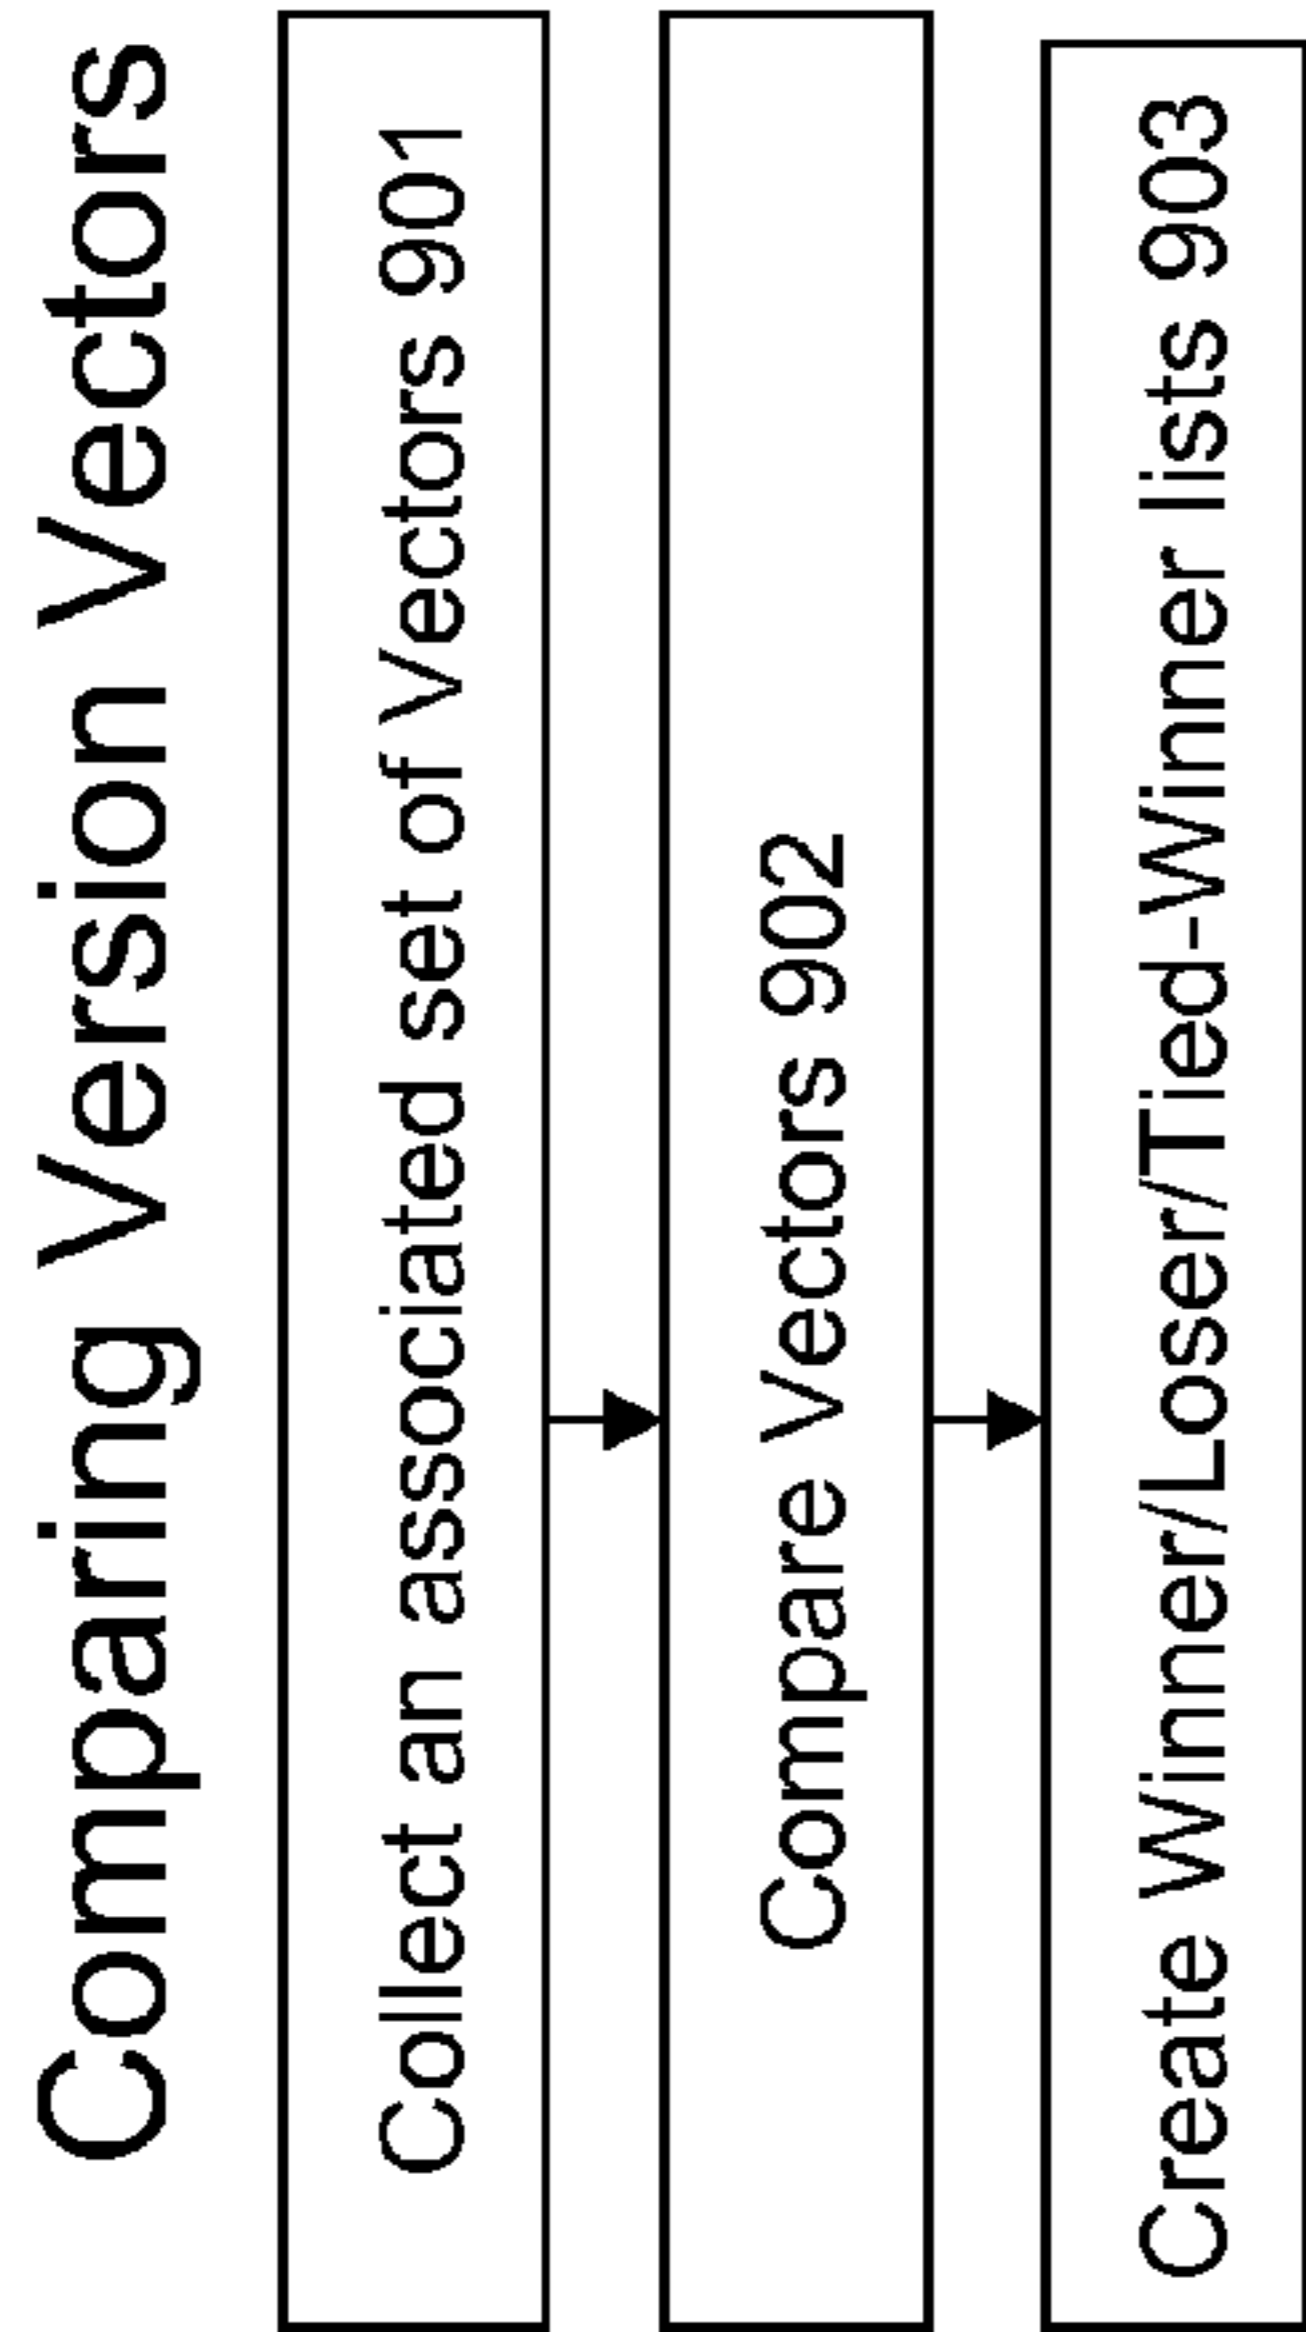 Comparing Version Vectors
Collect an associated set of Vectors 901
Compare Vectors 902
Create Winner/Loser/Tied-Winner lists 903